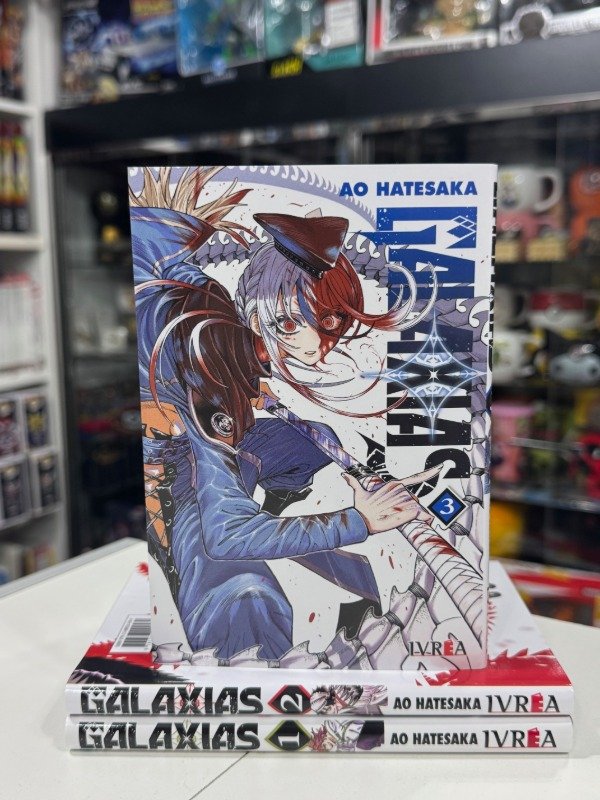 AO HATESAKA
GALAXIAS
3
IVREA
GALAXIAS 2 AO HATESAKA IVREA
GALAXIAS 1 AO HATESAKA IVREA